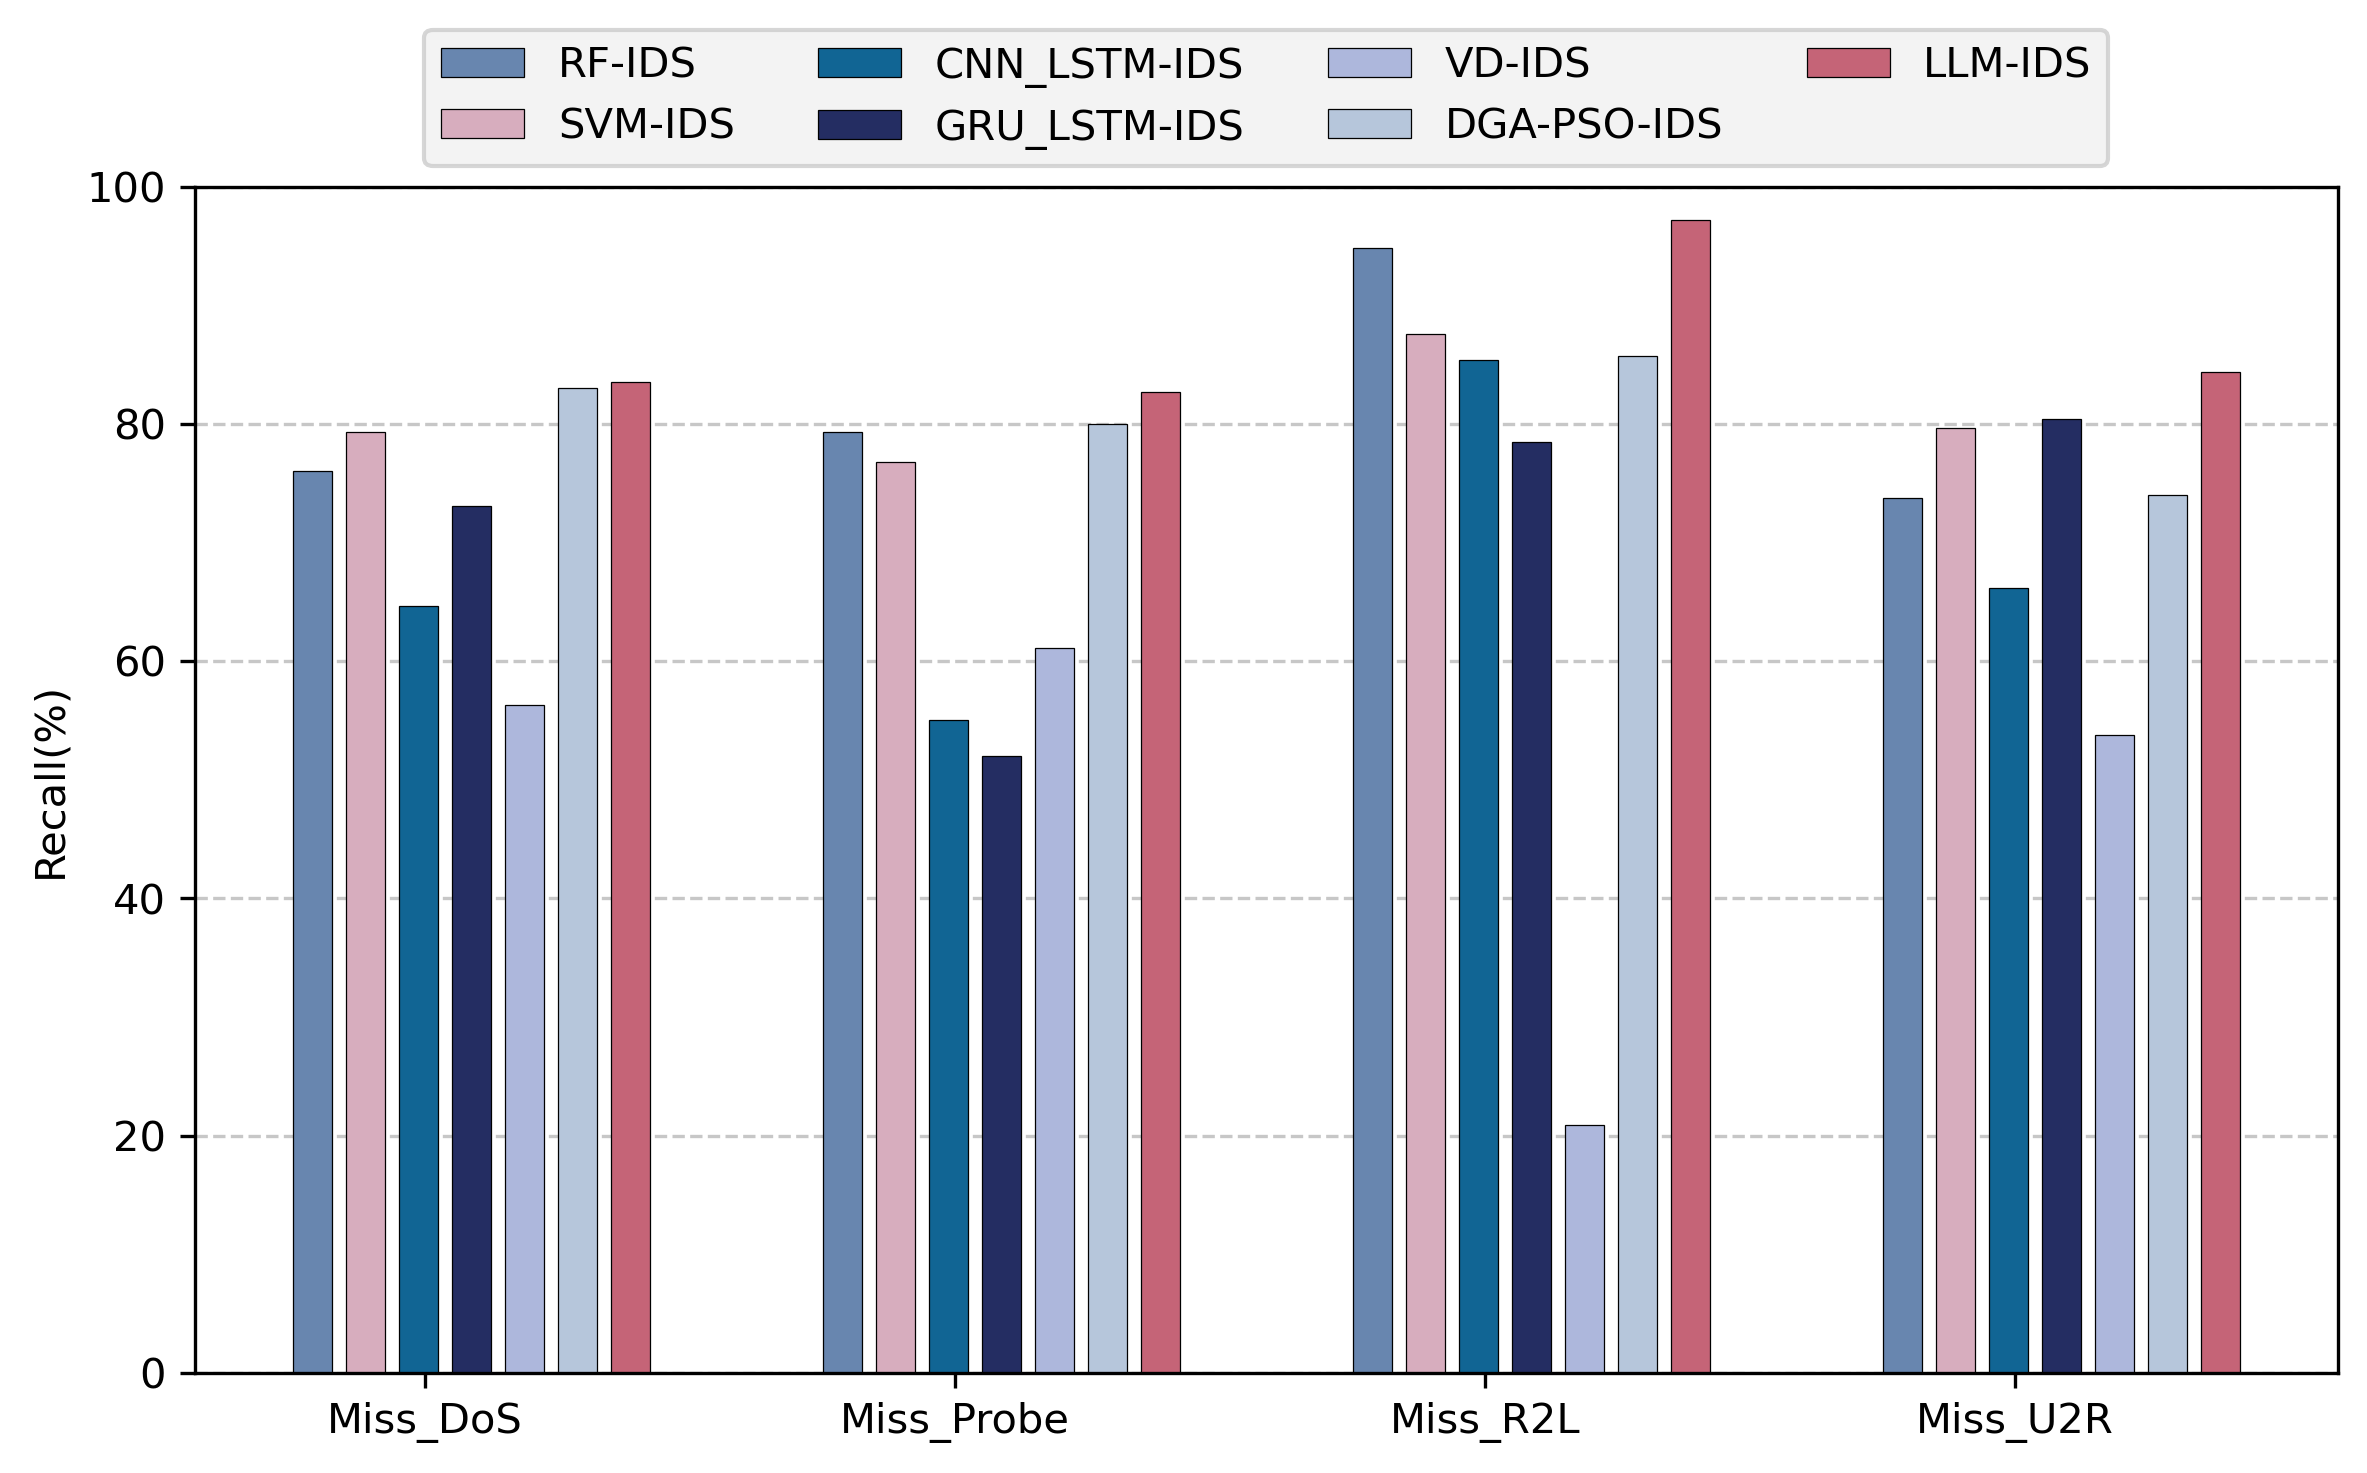 RF-IDS CNN_LSTM-IDS VD-IDS LLM-IDS
SVM-IDS GRU_LSTM-IDS DGA-PSO-IDS
100
80
60
40
20
0
Recall(%)
Miss_DoS Miss_Probe Miss_R2L Miss_U2R